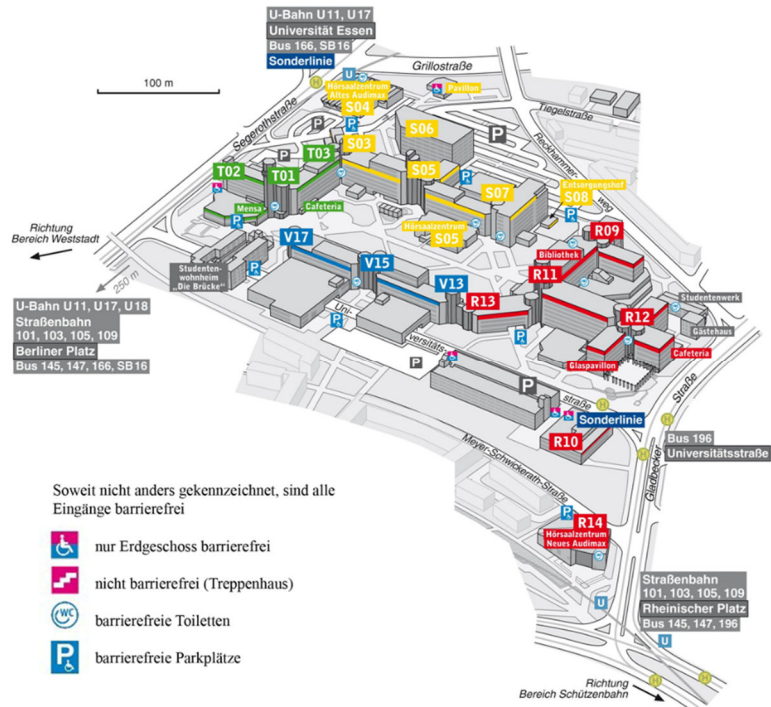 U-Bahn U11, U17
Universität Essen
Bus 166, SB16
Sonderlinie
100 m
Segerothstraße
Grillostraße
Tiegelstraße
Reckhammer-
weg
U
H
Hörsaalzentrum
Altes Audimax
S04
Pavillon
P
P
S06
P
T03
S03
T02
T01
S05
P
S07
Entsorgungshof
S08
P
Mensa
Cafeteria
P
Hörsaalzentrum
S05
R09
Bibliothek
Richtung
Bereich Weststadt
250 m
Studenten-
wohnheim
„Die Brücke“
P
V17
V15
V13
R13
R11
Studentenwerk
Gästehaus
R12
U-Bahn U11, U17, U18
Straßenbahn
101, 103, 105, 109
Berliner Platz
Bus 145, 147, 166, SB16
P
Uni-
versitäts-
straße
P
P
P
Glaspavillon
Cafeteria
H
Sonderlinie
R10
H
Bus 196
Universitätsstraße
H
Gladbecker
Straße
Meyer-Schwickerath-Straße
P
R14
Hörsaalzentrum
Neues Audimax
Soweit nicht anders gekennzeichnet, sind alle
Eingänge barrierefrei
nur Erdgeschoss barrierefrei
nicht barrierefrei (Treppenhaus)
WC
barrierefreie Toiletten
P
barrierefreie Parkplätze
Straßenbahn
101, 103, 105, 109
Rheinischer Platz
Bus 145, 147, 196
U
U
H
H
Richtung
Bereich Schützenbahn